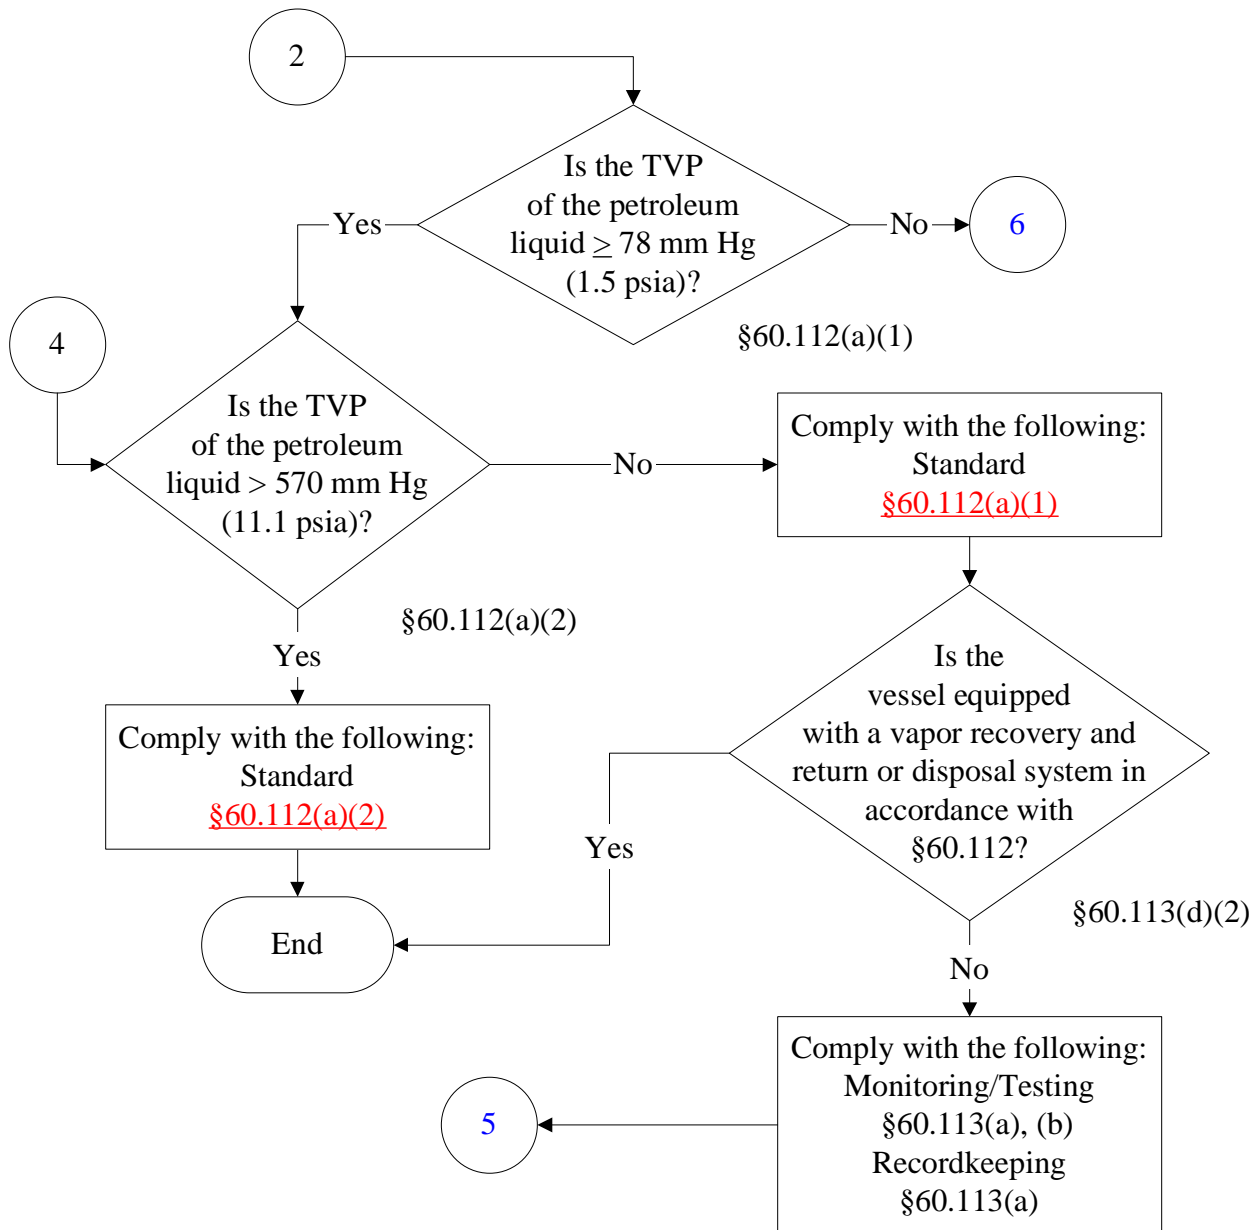 2
Is the TVP
of the petroleum
liquid ≥ 78 mm Hg
(1.5 psia)?
Yes
No
6
§60.112(a)(1)
4
Is the TVP
of the petroleum
liquid > 570 mm Hg
(11.1 psia)?
No
Comply with the following:
Standard
§60.112(a)(1)
§60.112(a)(2)
Yes
Comply with the following:
Standard
§60.112(a)(2)
End
Is the
vessel equipped
with a vapor recovery and
return or disposal system in
accordance with
§60.112?
Yes
§60.113(d)(2)
No
Comply with the following:
Monitoring/Testing
§60.113(a), (b)
Recordkeeping
§60.113(a)
5